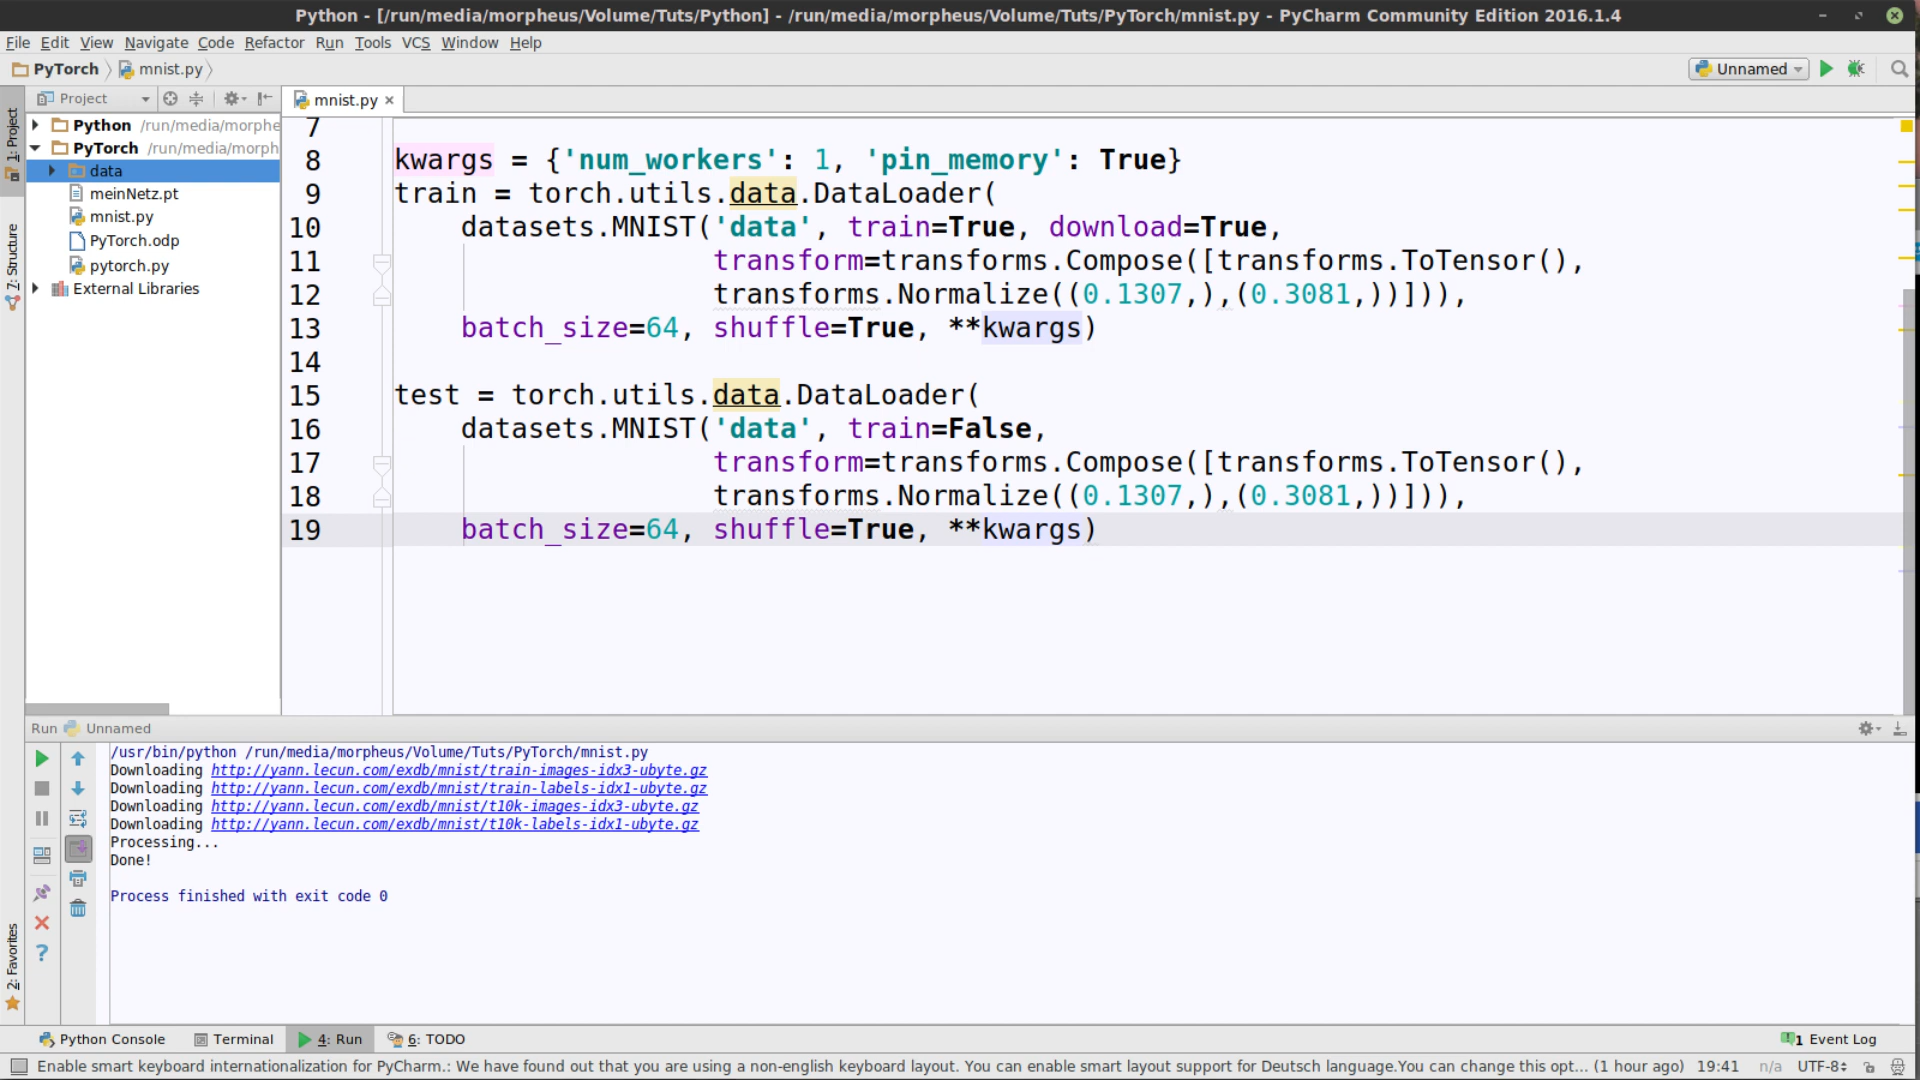 Python - [/run/media/morpheus/Volume/Tuts/Python] - /run/media/morpheus/Volume/Tuts/PyTorch/mnist.py - PyCharm Community Edition 2016.1.4
File Edit View Navigate Code Refactor Run Tools VCS Window Help
PyTorch mnist.py Unnamed
Project mnist.py
1: Project
7: Structure
2: Favorites
Python /run/media/morphe
PyTorch /run/media/morph
data
meinNetz.pt
mnist.py
PyTorch.odp
pytorch.py
External Libraries
7
8 kwargs = {'num_workers': 1, 'pin_memory': True}
9 train = torch.utils.data.DataLoader(
10 datasets.MNIST('data', train=True, download=True,
11 transform=transforms.Compose([transforms.ToTensor(),
12 transforms.Normalize((0.1307,),(0.3081,))])),
13 batch_size=64, shuffle=True, **kwargs)
14
15 test = torch.utils.data.DataLoader(
16 datasets.MNIST('data', train=False,
17 transform=transforms.Compose([transforms.ToTensor(),
18 transforms.Normalize((0.1307,),(0.3081,))])),
19 batch_size=64, shuffle=True, **kwargs)
Run Unnamed
/usr/bin/python /run/media/morpheus/Volume/Tuts/PyTorch/mnist.py
Downloading http://yann.lecun.com/exdb/mnist/train-images-idx3-ubyte.gz
Downloading http://yann.lecun.com/exdb/mnist/train-labels-idx1-ubyte.gz
Downloading http://yann.lecun.com/exdb/mnist/t10k-images-idx3-ubyte.gz
Downloading http://yann.lecun.com/exdb/mnist/t10k-labels-idx1-ubyte.gz
Processing...
Done!
Process finished with exit code 0
Python Console Terminal 4: Run 6: TODO 1 Event Log
Enable smart keyboard internationalization for PyCharm.: We have found out that you are using a non-english keyboard layout. You can enable smart layout support for Deutsch language.You can change this opt... (1 hour ago) 19:41 n/a UTF-8